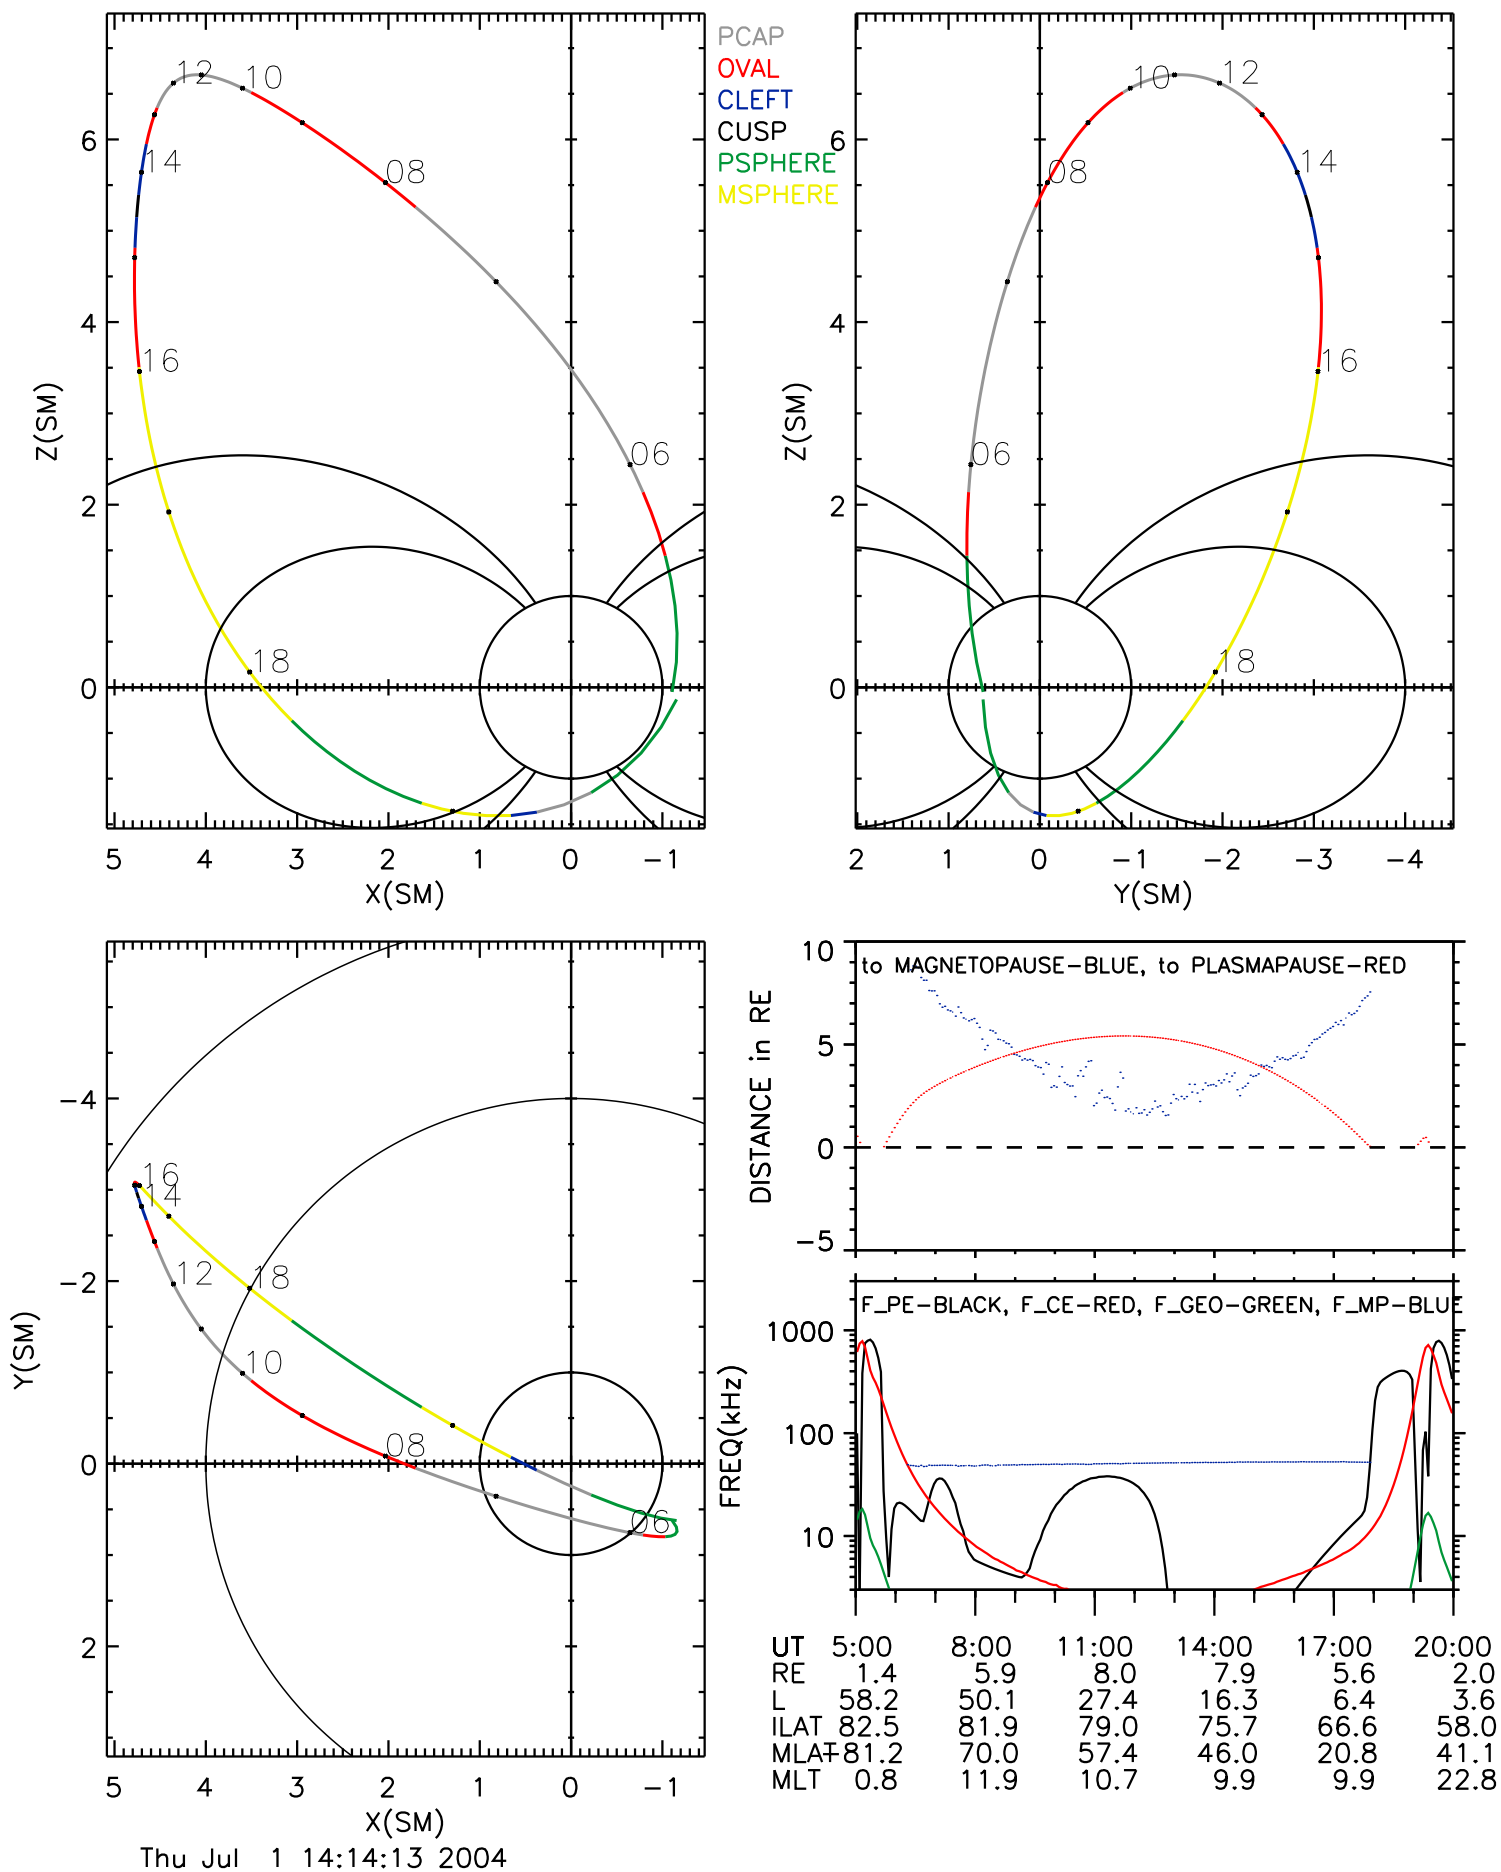 PCAP
OVAL
CLEFT
CUSP
PSPHERE
MSPHERE
12
10
14
08
16
06
18
6
4
2
0
Z(SM)
5 4 3 2 1 0 -1
X(SM)
10
12
08
14
16
06
18
6
4
2
0
Z(SM)
2 1 0 -1 -2 -3 -4
Y(SM)
16
14
12
18
10
08
06
-4
-2
0
2
Y(SM)
5 4 3 2 1 0 -1
X(SM)
to MAGNETOPAUSE-BLUE, to PLASMAPAUSE-RED
10
5
0
-5
DISTANCE in RE
F_PE-BLACK, F_CE-RED, F_GEO-GREEN, F_MP-BLUE
1000
100
10
FREQ(kHz)
UT 5:00 8:00 11:00 14:00 17:00 20:00
RE 1.4 5.9 8.0 7.9 5.6 2.0
L 58.2 50.1 27.4 16.3 6.4 3.6
ILAT 82.5 81.9 79.0 75.7 66.6 58.0
MLAT-81.2 70.0 57.4 46.0 20.8 41.1
MLT 0.8 11.9 10.7 9.9 9.9 22.8
Thu Jul 1 14:14:13 2004